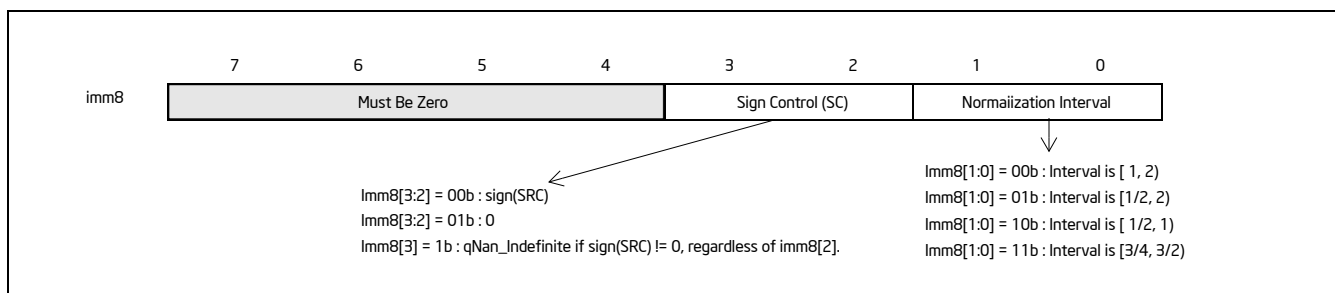 7 6 5 4 3 2 1 0
imm8 Must Be Zero Sign Control (SC) Normaiization Interval
Imm8[3:2] = 00b : sign(SRC)
Imm8[3:2] = 01b : 0
Imm8[3] = 1b : qNan_Indefinite if sign(SRC) != 0, regardless of imm8[2].
Imm8[1:0] = 00b : Interval is [ 1, 2)
Imm8[1:0] = 01b : Interval is [1/2, 2)
Imm8[1:0] = 10b : Interval is [ 1/2, 1)
Imm8[1:0] = 11b : Interval is [3/4, 3/2)